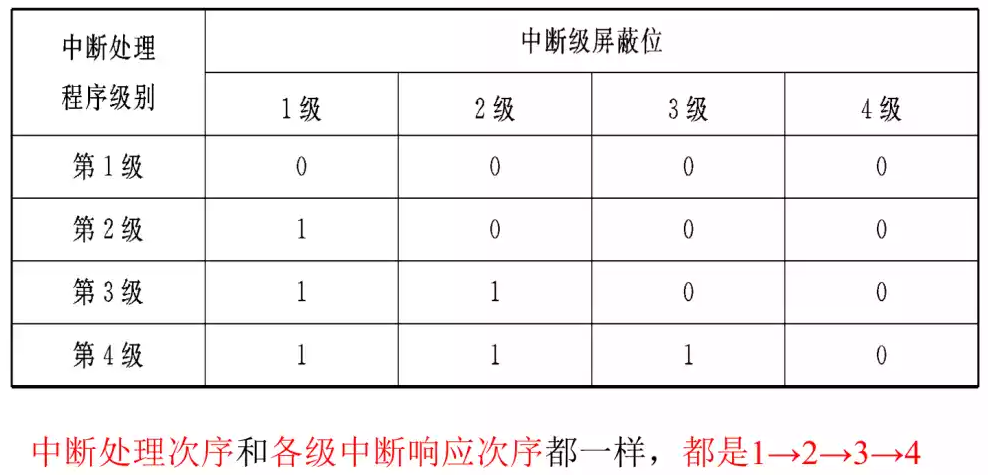 中断处理程序级别 中断级屏蔽位
1级 2级 3级 4级
第1级 0 0 0 0
第2级 1 0 0 0
第3级 1 1 0 0
第4级 1 1 1 0
中断处理次序和各级中断响应次序都一样，都是1→2→3→4